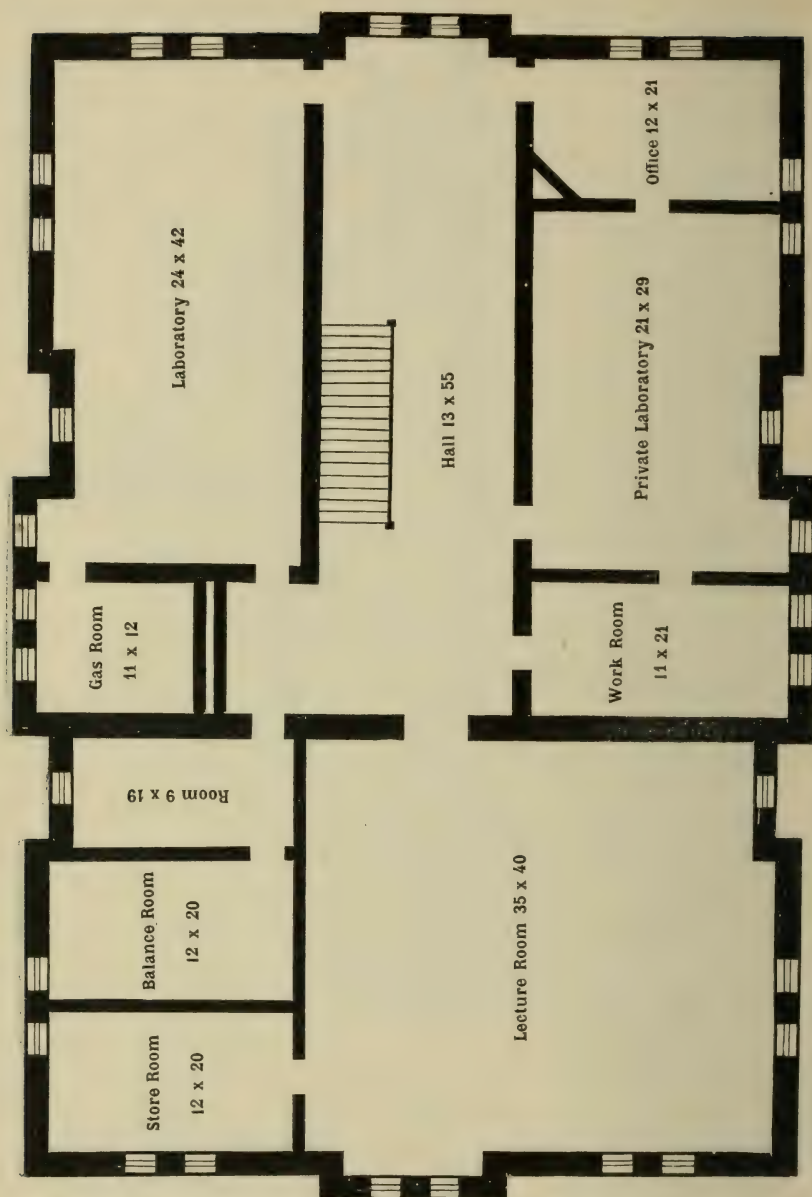 Laboratory 24 x 42
Office 12 x 21
Hall 13 x 55
Private Laboratory 21 x 29
Gas Room
11 x 12
Work Room
11 x 21
Room 9 x 19
Balance Room
12 x 20
Lecture Room 35 x 40
Store Room
12 x 20